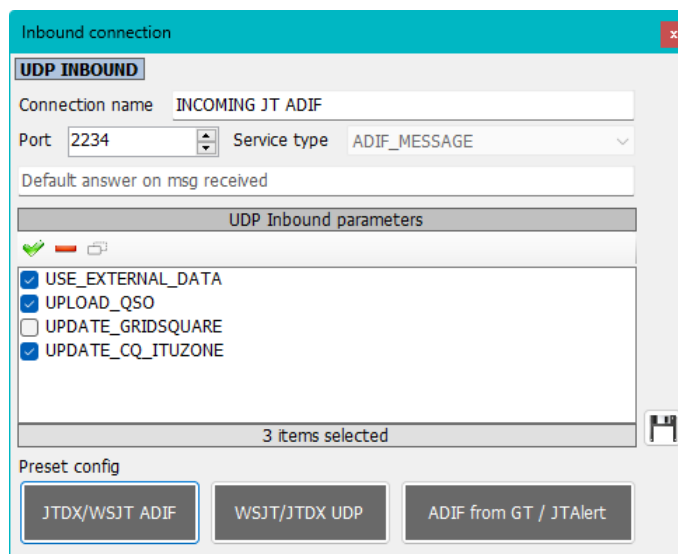 Inbound connection
x
UDP INBOUND
Connection name INCOMING JT ADIF
Port 2234 Service type ADIF_MESSAGE
Default answer on msg received
UDP Inbound parameters
USE_EXTERNAL_DATA
UPLOAD_QSO
UPDATE_GRIDSQUARE
UPDATE_CQ_ITUZONE
3 items selected
Preset config
JTDX/WSJT ADIF WSJT/JTDX UDP ADIF from GT / JTAlert